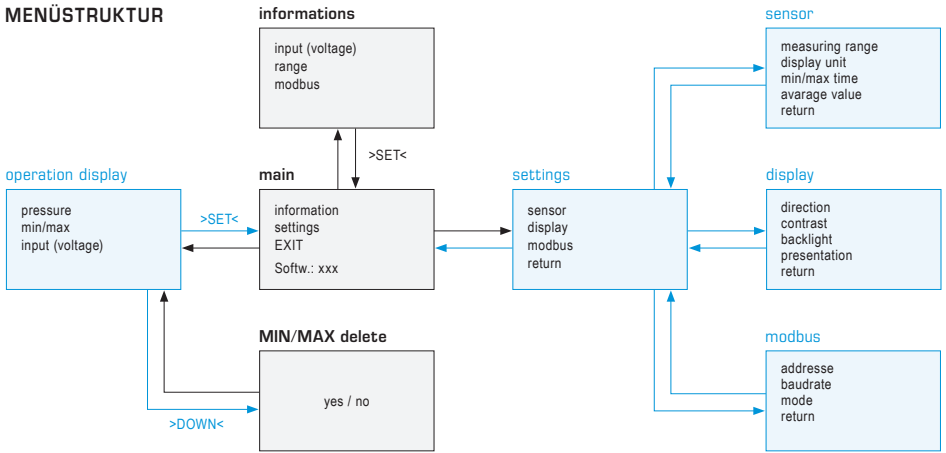 MENÜSTRUKTUR
informations
input (voltage)
range
modbus
>SET<
operation display
pressure
min/max
input (voltage)
>SET<
main
information
settings
EXIT
Softw.: xxx
MIN/MAX delete
yes / no
>DOWN<
settings
sensor
display
modbus
return
sensor
measuring range
display unit
min/max time
avarage value
return
display
direction
contrast
backlight
presentation
return
modbus
addresse
baudrate
mode
return